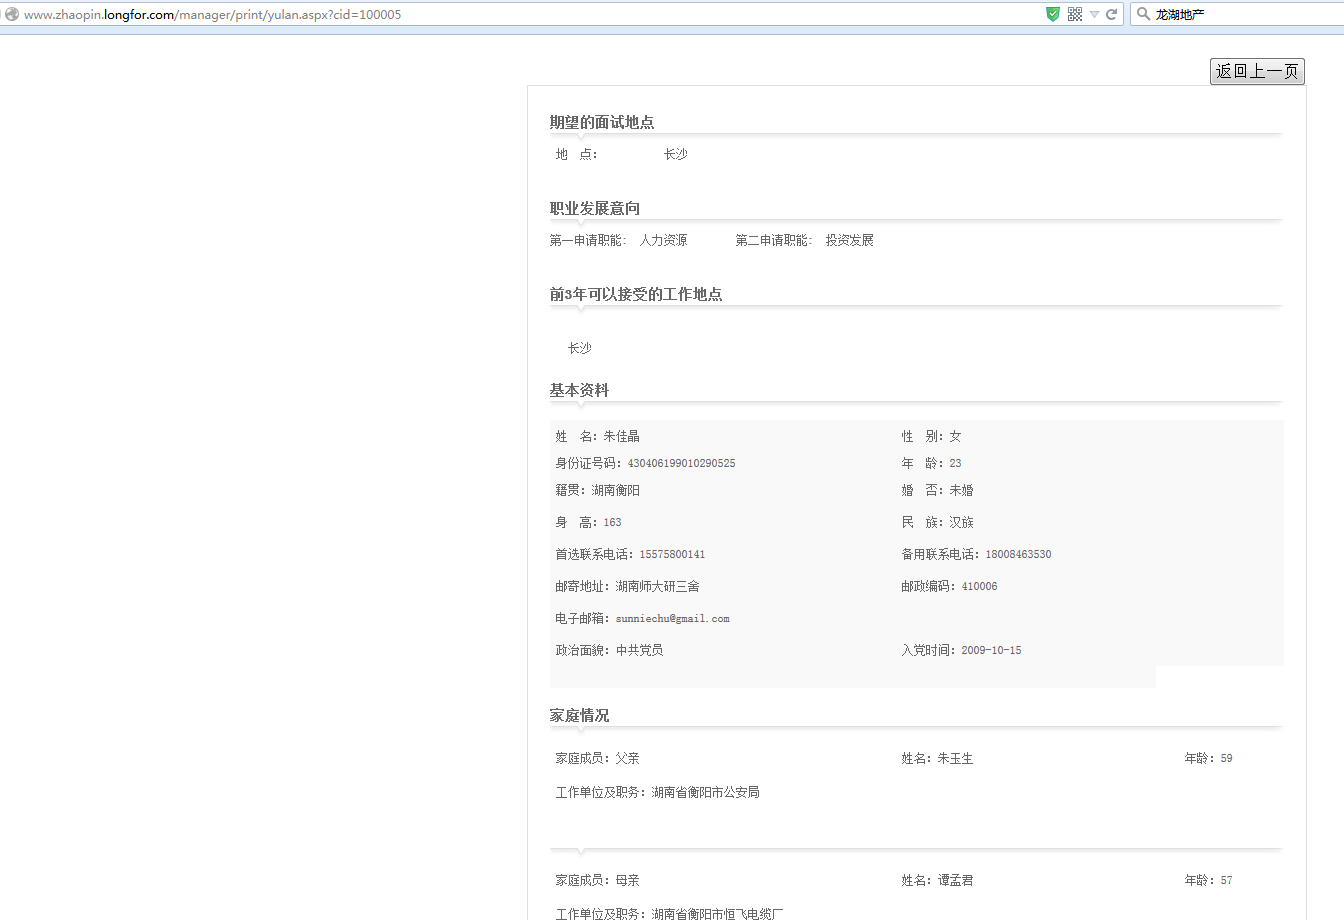 www.zhaopin.longfor.com/manager/print/yulan.aspx?cid=100005 龙湖地产
返回上一页
期望的面试地点
地 点： 长沙
职业发展意向
第一申请职能： 人力资源 第二申请职能： 投资发展
前3年可以接受的工作地点
长沙
基本资料
姓 名：朱佳晶 性 别：女
身份证号码：430406199010290525 年 龄：23
籍贯：湖南衡阳 婚 否：未婚
身 高：163 民 族：汉族
首选联系电话：15575800141 备用联系电话：18008463530
邮寄地址：湖南师大研三舍 邮政编码：410006
电子邮箱：sunniechu@gmail.com
政治面貌：中共党员 入党时间：2009-10-15
家庭情况
家庭成员：父亲 姓名：朱玉生 年龄：59
工作单位及职务：湖南省衡阳市公安局
家庭成员：母亲 姓名：谭孟君 年龄：57
工作单位及职务：湖南省衡阳市恒飞电缆厂